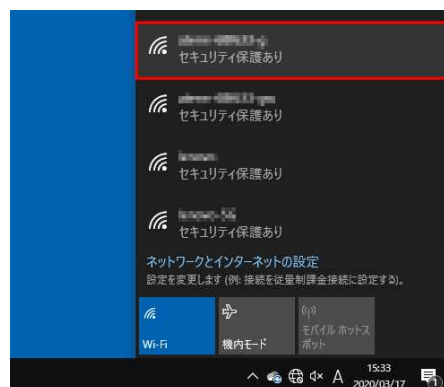 セキュリティ保護あり
セキュリティ保護あり
セキュリティ保護あり
セキュリティ保護あり
ネットワークとインターネットの設定
設定を変更します (例: 接続を従量制課金接続に設定する)。
Wi-Fi
機内モード
モバイル ホットス
ポット
A
15:33
2020/03/17